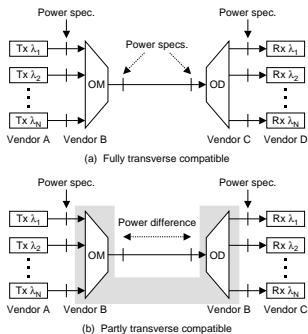 Power spec.
Power spec.
Power specs.
Tx λ1
Rx λ1
Tx λ2
Rx λ2
OM
OD
Tx λN
Rx λN
Vendor A
Vendor B
Vendor C
Vendor D
(a) Fully transverse compatible
Power spec.
Power spec.
Power difference
Tx λ1
Rx λ1
Tx λ2
Rx λ2
OM
OD
Tx λN
Rx λN
Vendor A
Vendor B
Vendor B
Vendor C
(b) Partly transverse compatible